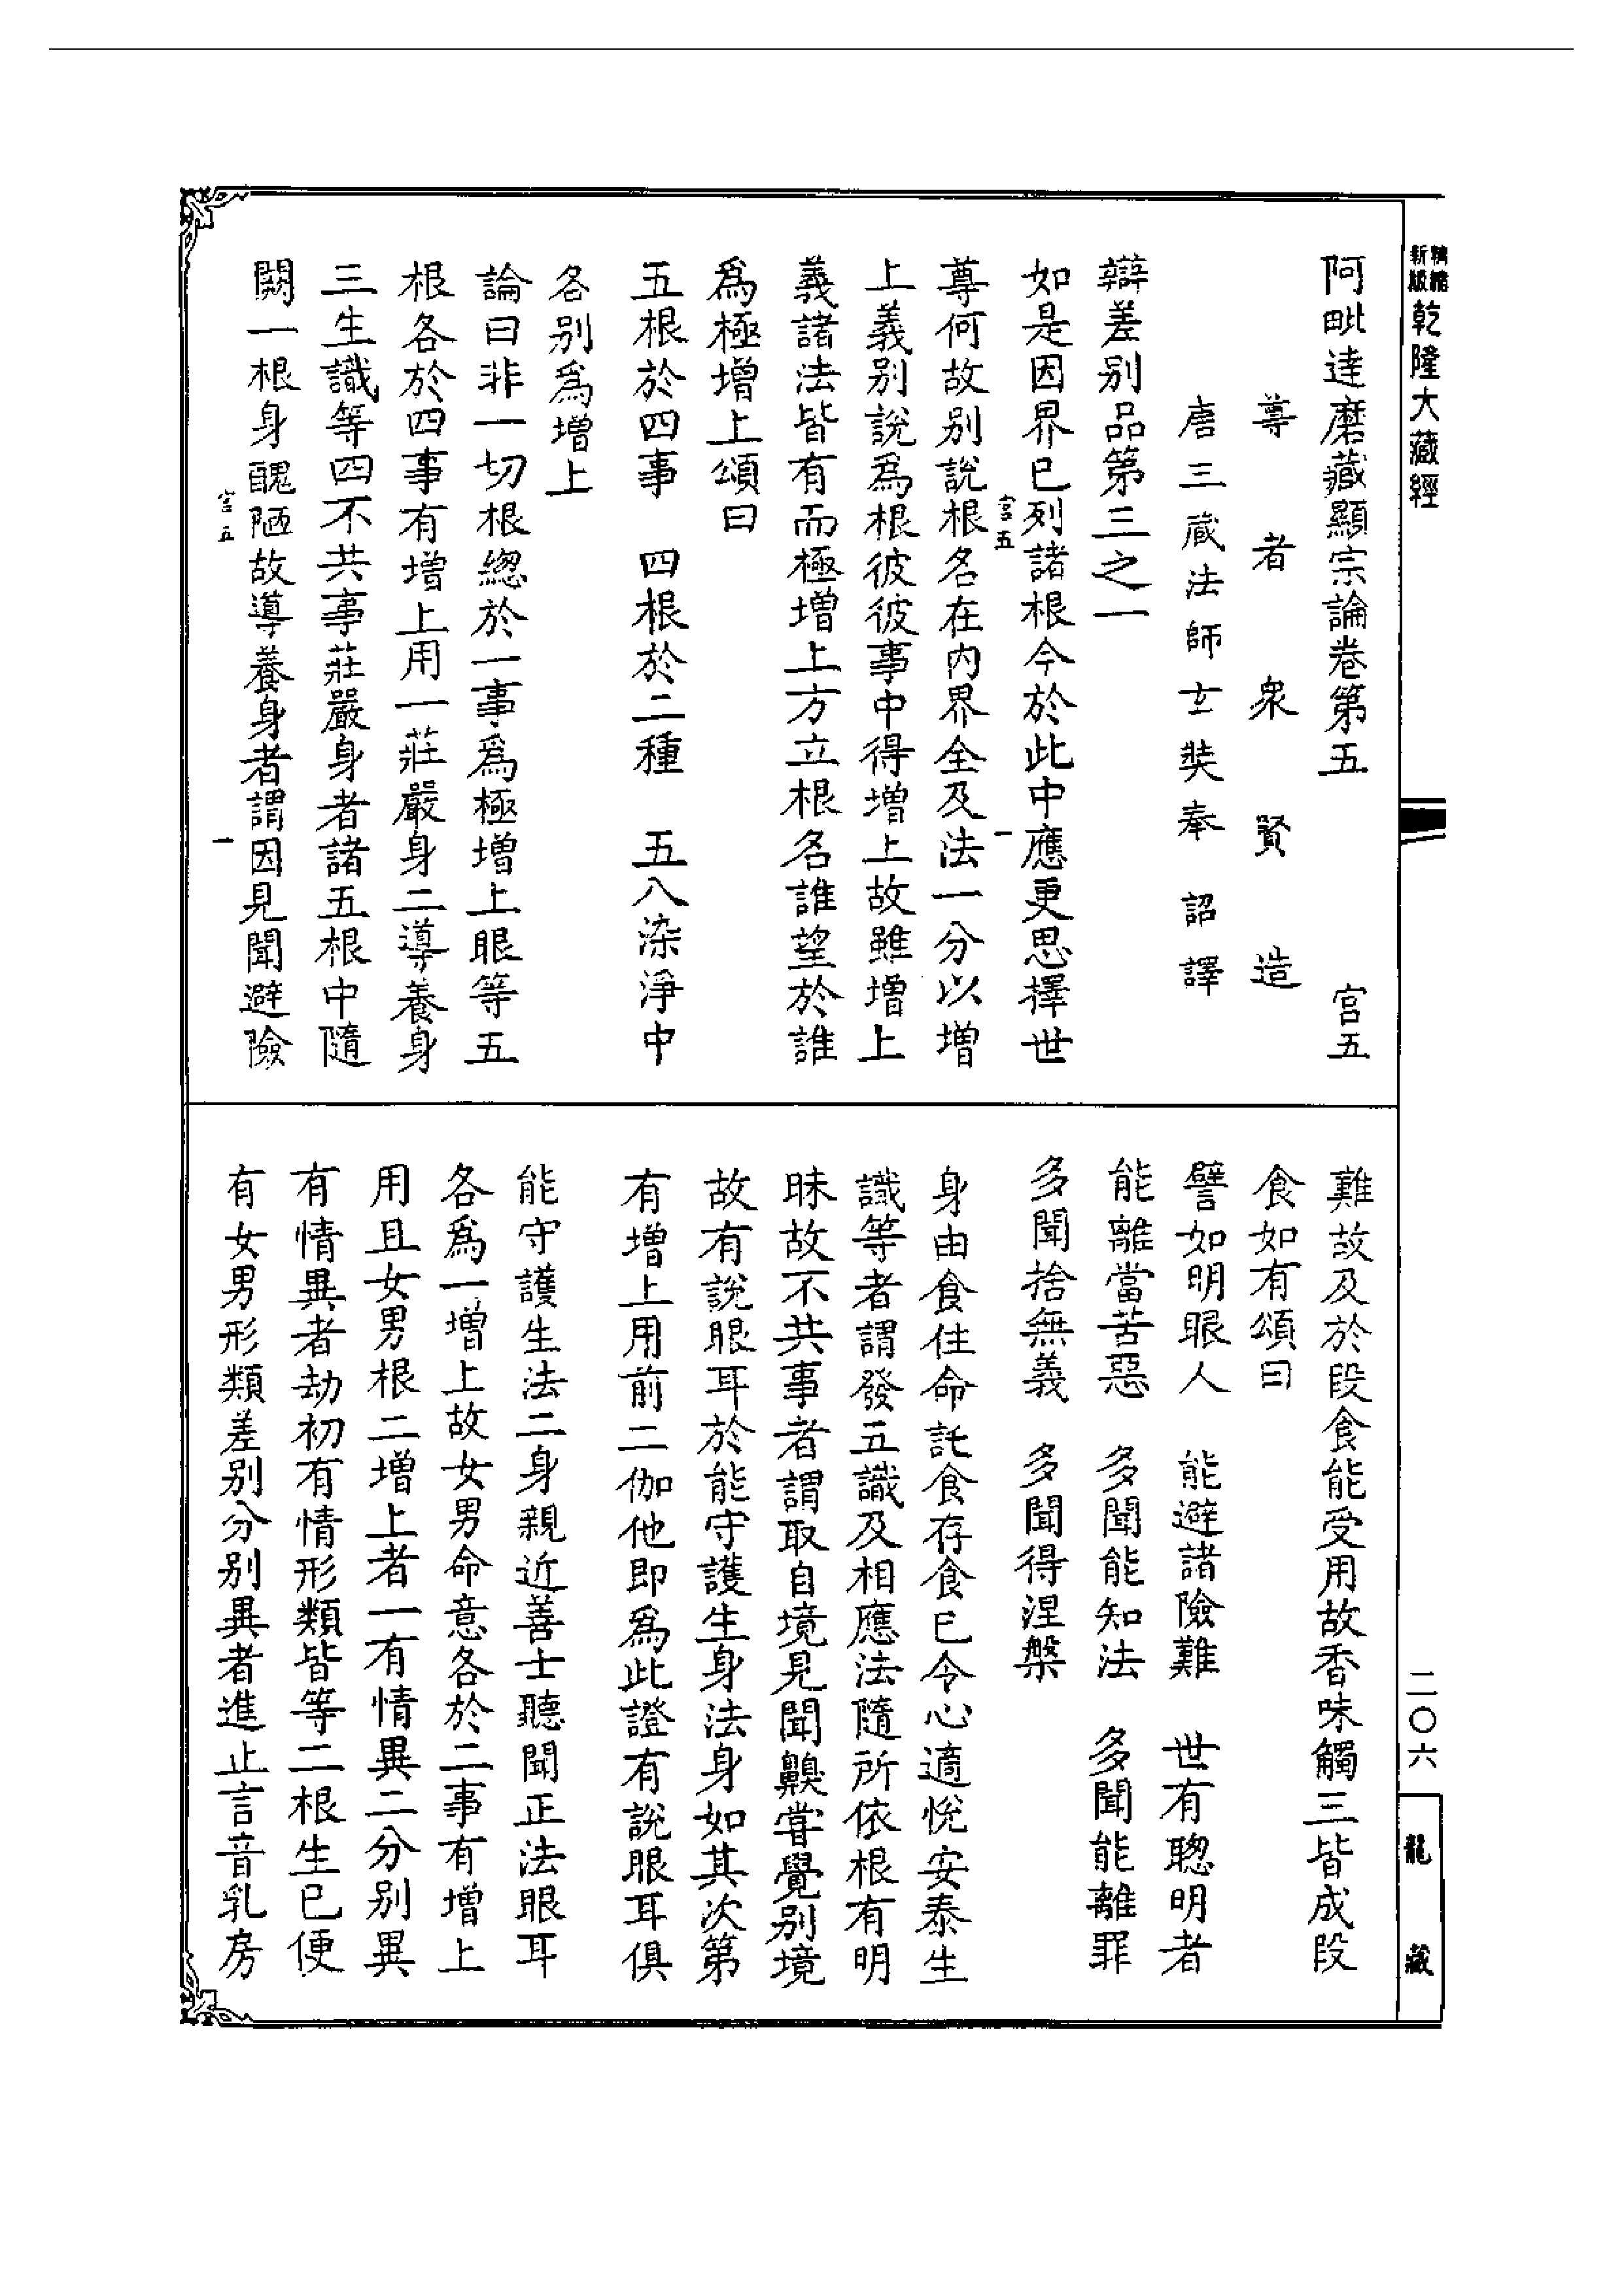 精縮新版乾隆大藏經
阿毗達磨藏顯宗論卷第五 宮五
尊者衆賢造
唐三藏法師玄奘奉詔譯
辯差別品第三之一
如是因界已列諸根今於此中應更思擇世
宮五 一
尊何故別說根名在內界全及法一分以增
上義別說為根彼彼事中得增上故雖增上
義諸法皆有而極增上方立根名誰望於誰
為極增上頌曰
五根於四事 四根於二種 五八染淨中
各別為增上
論曰非一切根總於一事為極增上眼等五
根各於四事有增上用一莊嚴身二導養身
三生識等四不共事莊嚴身者諸五根中隨
闕一根身醜陋故導養身者謂因見聞避險
宮五 一
難故及於段食能受用故香味觸三皆成段
食如有頌曰
譬如明眼人 能避諸險難 世有聰明者
能離當苦惡 多聞能知法 多聞能離罪
多聞捨無義 多聞得涅槃
身由食住命託食存食已令心適悅安泰生
識等者謂發五識及相應法隨所依根有明
昧故不共事者謂取自境見聞齅嘗覺別境
故有說眼耳於能守護生身法身如其次第
有增上用前二伽他即為此證有說眼耳俱
能守護生法二身親近善士聽聞正法眼耳
各為一增上故女男命意各於二事有增上
用且女男根二增上者一有情異二分別異
有情異者劫初有情形類皆等二根生已便
有女男形類差別分別異者進止言音乳房
二〇六
龍藏